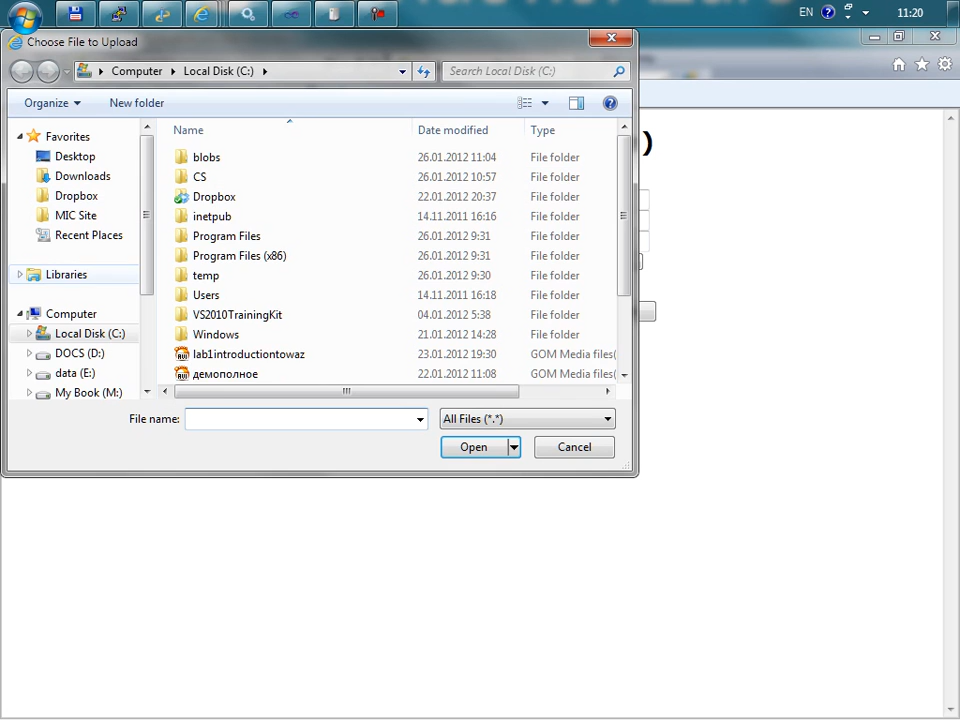 EN 11:20
Choose File to Upload
Computer Local Disk (C:) Search Local Disk (C:)
Organize New folder
Name Date modified Type
Favorites
Desktop
Downloads
Dropbox
MIC Site
Recent Places
Libraries
Computer
Local Disk (C:)
DOCS (D:)
data (E:)
My Book (M:)
blobs 26.01.2012 11:04 File folder
CS 26.01.2012 10:57 File folder
Dropbox 22.01.2012 20:37 File folder
inetpub 14.11.2011 16:16 File folder
Program Files 26.01.2012 9:31 File folder
Program Files (x86) 26.01.2012 9:31 File folder
temp 26.01.2012 9:30 File folder
Users 14.11.2011 16:18 File folder
VS2010TrainingKit 04.01.2012 5:38 File folder
Windows 21.01.2012 14:28 File folder
lab1introductiontowaz 23.01.2012 19:30 GOM Media files(
демополное 22.01.2012 11:08 GOM Media files(
File name: All Files (*.*)
Open Cancel
)